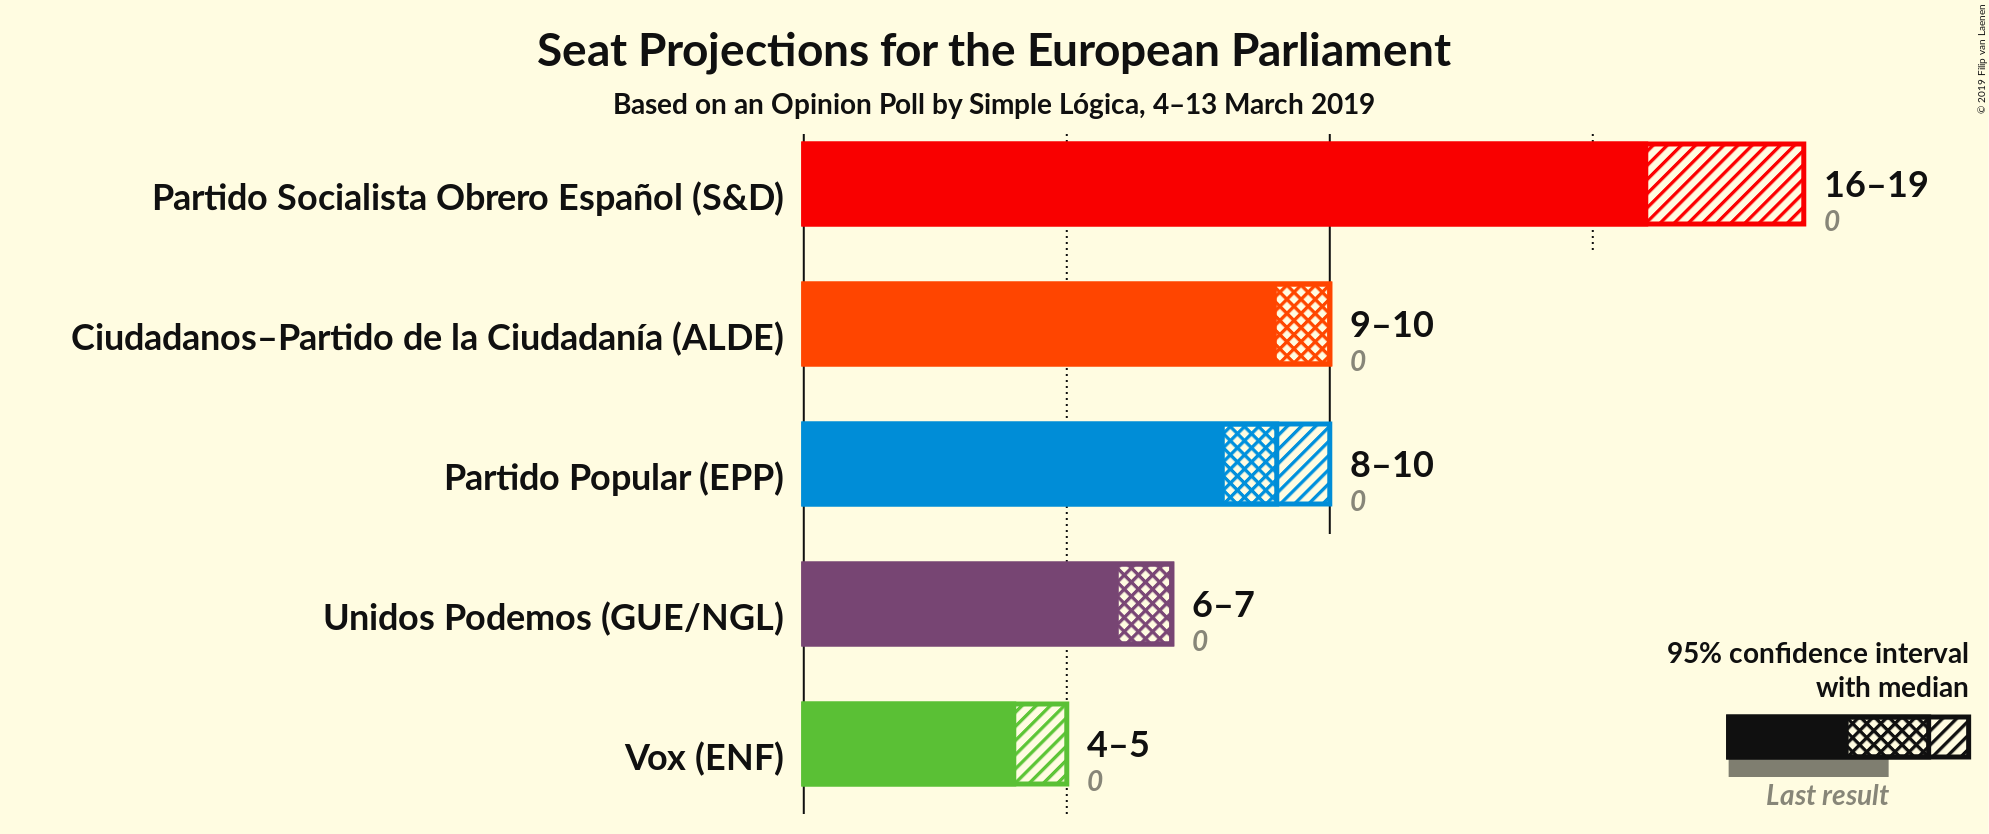 Seat Projections for the European Parliament
Based on an Opinion Poll by Simple Lógica, 4–13 March 2019
© 2019 Filip van Laenen
Partido Socialista Obrero Español (S&D)
16–19
0
Ciudadanos–Partido de la Ciudadanía (ALDE)
9–10
0
Partido Popular (EPP)
8–10
0
Unidos Podemos (GUE/NGL)
6–7
0
Vox (ENF)
4–5
0
95% confidence interval
with median
Last result